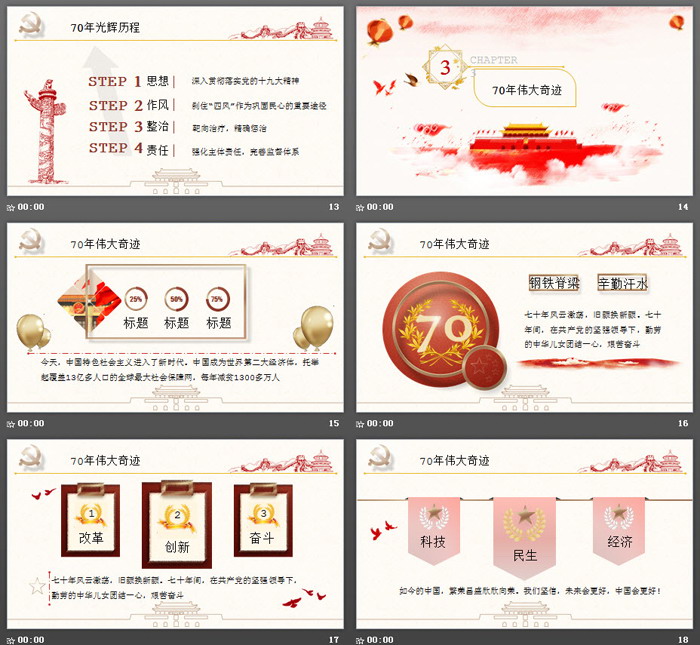 70年光辉历程
STEP 1 思想
深入贯彻落实党的十九大精神
STEP 2 作风
刹住“四风”作为巩固民心的重要途径
STEP 3 整治
靶向治疗，精确惩治
STEP 4 责任
强化主体责任，完善监督体系
00:00
13
3
CHAPTER
3
70年伟大奇迹
00:00
14
70年伟大奇迹
25%
50%
75%
标题
标题
标题
今天，中国特色社会主义进入了新时代。中国成为世界第二大经济体，托举
起覆盖13亿多人口的全球最大社会保障网，每年减贫1300多万人
00:00
15
70年伟大奇迹
70
钢铁脊梁
辛勤汗水
七十年风云激荡，旧颜换新颜。七十
年间，在共产党的坚强领导下，勤劳
的中华儿女团结一心，艰苦奋斗
00:00
16
70年伟大奇迹
1
改革
2
创新
3
奋斗
七十年风云激荡，旧颜换新颜。七十年间，在共产党的坚强领导下，
勤劳的中华儿女团结一心，艰苦奋斗
00:00
17
70年伟大奇迹
科技
民生
经济
如今的中国，繁荣昌盛欣欣向荣。我们坚信，未来会更好，中国会更好！
00:00
18